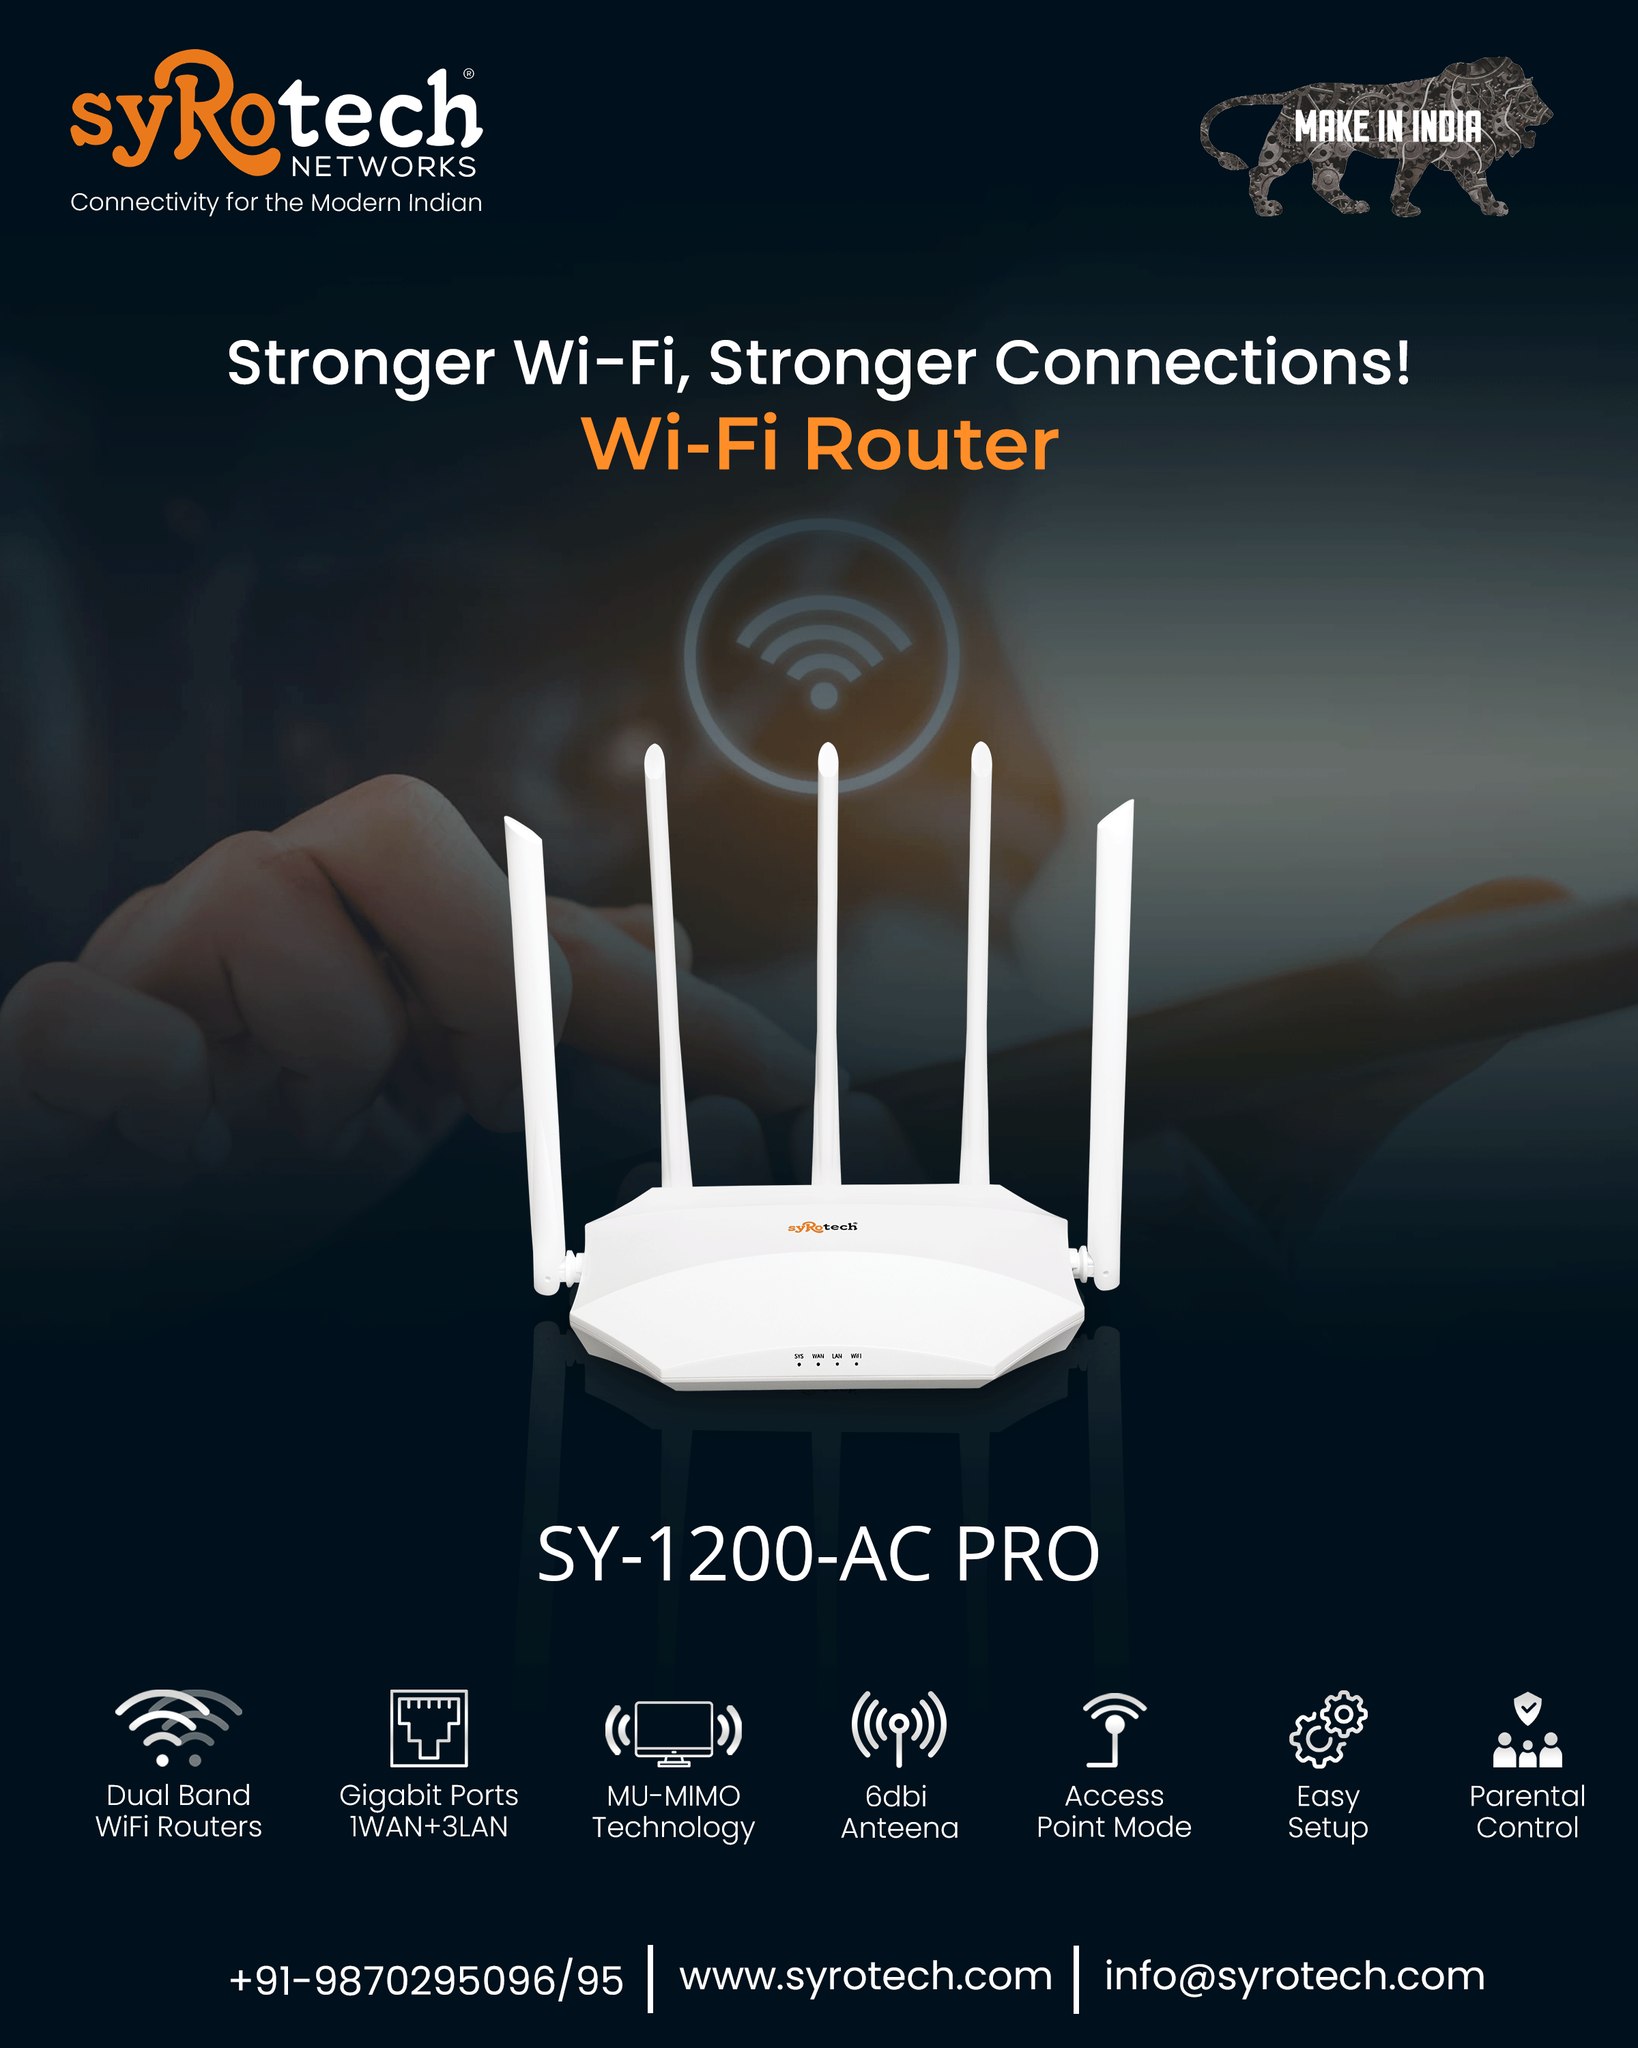 syRotech®
NETWORKS
Connectivity for the Modern Indian
MAKE IN INDIA
Stronger Wi-Fi, Stronger Connections!
Wi-Fi Router
syRotech
SYS WAN LAN WIFI
SY-1200-AC PRO
Dual Band
WiFi Routers
Gigabit Ports
1WAN+3LAN
MU-MIMO
Technology
6dbi
Anteena
Access
Point Mode
Easy
Setup
Parental
Control
+91-9870295096/95 | www.syrotech.com | info@syrotech.com